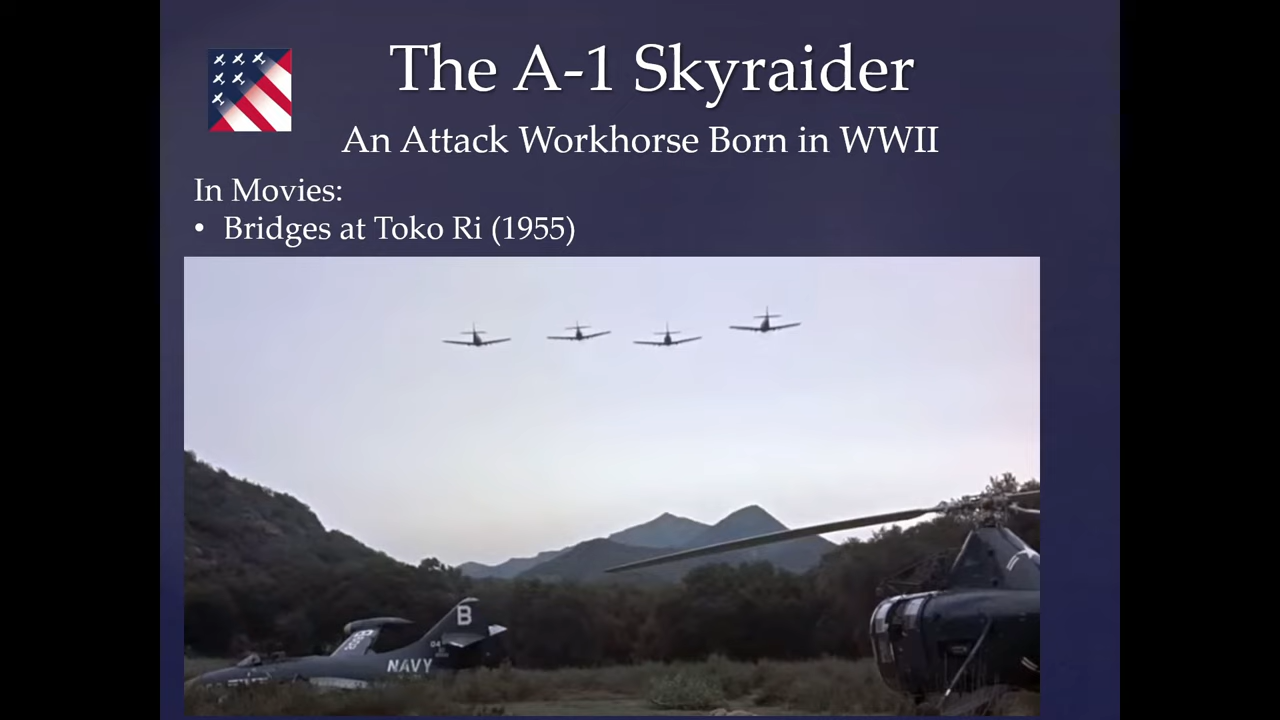 The A-1 Skyraider
An Attack Workhorse Born in WWII
In Movies:
• Bridges at Toko Ri (1955)
B
NAVY